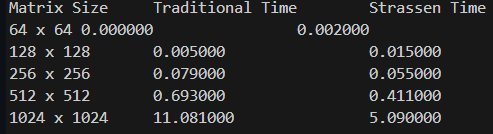 Matrix Size Traditional Time Strassen Time
64 x 64 0.000000 0.002000
128 x 128 0.005000 0.015000
256 x 256 0.079000 0.055000
512 x 512 0.693000 0.411000
1024 x 1024 11.081000 5.090000